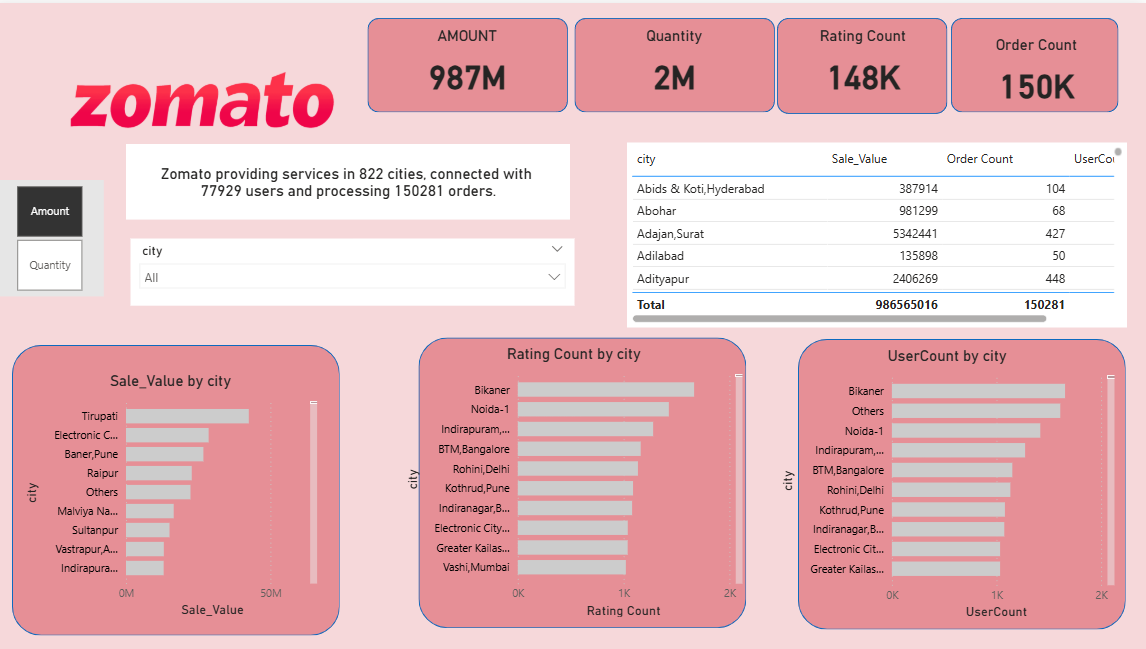 zomato
AMOUNT
987M
Quantity
2M
Rating Count
148K
Order Count
150K
Zomato providing services in 822 cities, connected with
77929 users and processing 150281 orders.
Amount
Quantity
city
All
city Sale_Value Order Count UserCou
Abids & Koti,Hyderabad 387914 104
Abohar 981299 68
Adajan,Surat 5342441 427
Adilabad 135898 50
Adityapur 2406269 448
Total 986565016 150281
Sale_Value by city
city
Tirupati
Electronic C...
Baner,Pune
Raipur
Others
Malviya Na...
Sultanpur
Vastrapur,A...
Indirapura...
0M 50M
Sale_Value
Rating Count by city
city
Bikaner
Noida-1
Indirapuram,...
BTM,Bangalore
Rohini,Delhi
Kothrud,Pune
Indiranagar,B...
Electronic City...
Greater Kailas...
Vashi,Mumbai
0K 1K 2K
Rating Count
UserCount by city
city
Bikaner
Others
Noida-1
Indirapuram,...
BTM,Bangalore
Rohini,Delhi
Kothrud,Pune
Indiranagar,B...
Electronic Cit...
Greater Kailas...
0K 1K 2K
UserCount